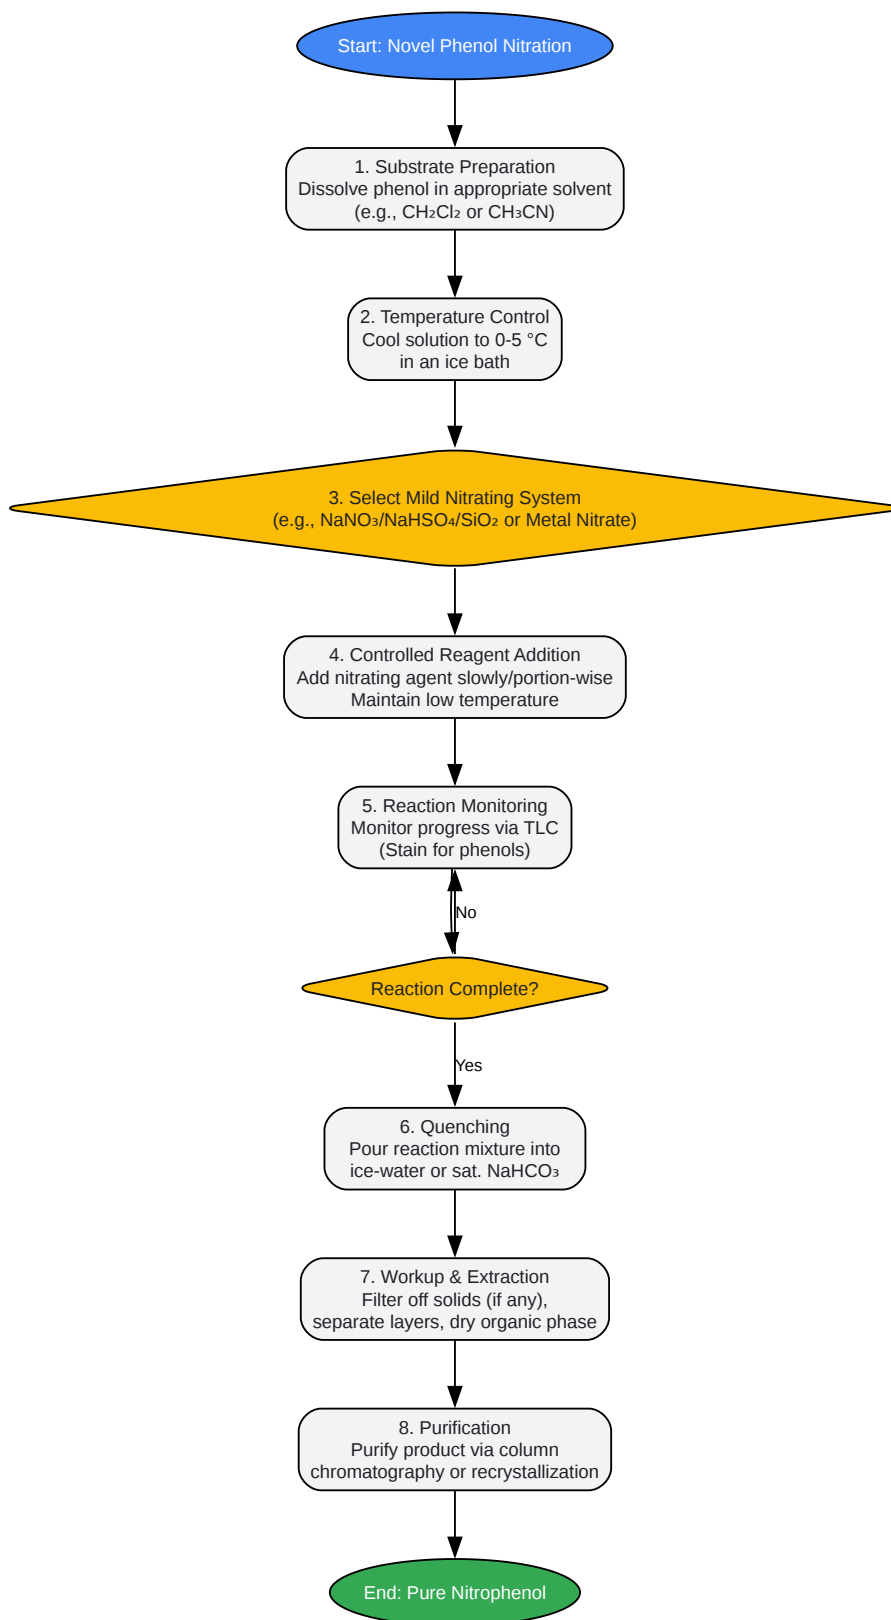 Start: Novel Phenol Nitration
1. Substrate Preparation
Dissolve phenol in appropriate solvent
(e.g., CH₂Cl₂ or CH₃CN)
2. Temperature Control
Cool solution to 0-5 °C
in an ice bath
3. Select Mild Nitrating System
(e.g., NaNO₃/NaHSO₄/SiO₂ or Metal Nitrate)
4. Controlled Reagent Addition
Add nitrating agent slowly/portion-wise
Maintain low temperature
5. Reaction Monitoring
Monitor progress via TLC
(Stain for phenols)
No
Reaction Complete?
Yes
6. Quenching
Pour reaction mixture into
ice-water or sat. NaHCO₃
7. Workup & Extraction
Filter off solids (if any),
separate layers, dry organic phase
8. Purification
Purify product via column
chromatography or recrystallization
End: Pure Nitrophenol